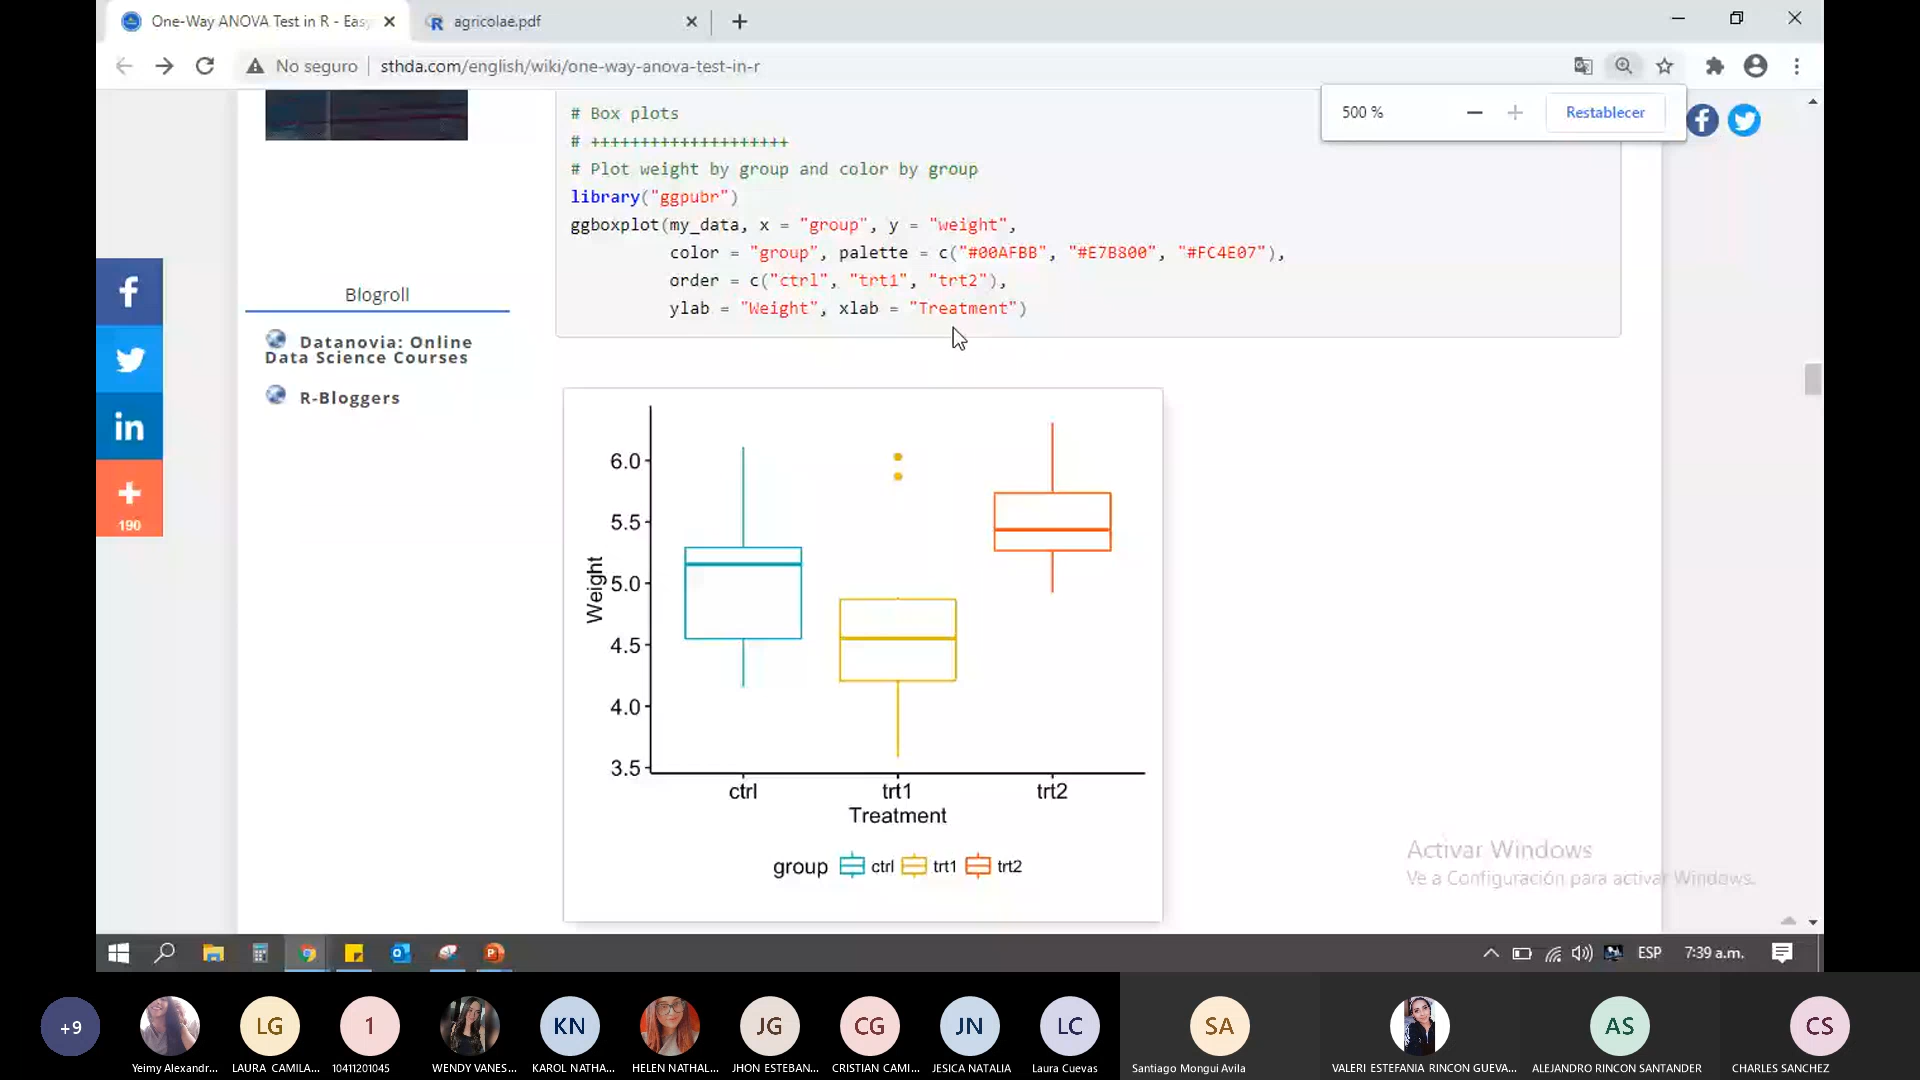 One-Way ANOVA Test in R - Easy
agricolae.pdf
No seguro
sthda.com/english/wiki/one-way-anova-test-in-r
500 %
Restablecer
# Box plots
# ++++++++++++++++++++
# Plot weight by group and color by group
library("ggpubr")
ggboxplot(my_data, x = "group", y = "weight",
color = "group", palette = c("#00AFBB", "#E7B800", "#FC4E07"),
order = c("ctrl", "trt1", "trt2"),
ylab = "Weight", xlab = "Treatment")
Blogroll
Datanovia: Online
Data Science Courses
R-Bloggers
190
6.0
5.5
5.0
4.5
4.0
3.5
Weight
ctrl
trt1
trt2
Treatment
group
ctrl
trt1
trt2
Activar Windows
Ve a Configuración para activar Windows.
ESP
7:39 a.m.
+9
LG
1
KN
JG
CG
JN
LC
SA
AS
CS
Yeimy Alexandr...
LAURA CAMILA...
10411201045
WENDY VANES...
KAROL NATHA...
HELEN NATHAL...
JHON ESTEBAN...
CRISTIAN CAMI...
JESICA NATALIA
Laura Cuevas
Santiago Mongui Avila
VALERI ESTEFANIA RINCON GUEVA...
ALEJANDRO RINCON SANTANDER
CHARLES SANCHEZ